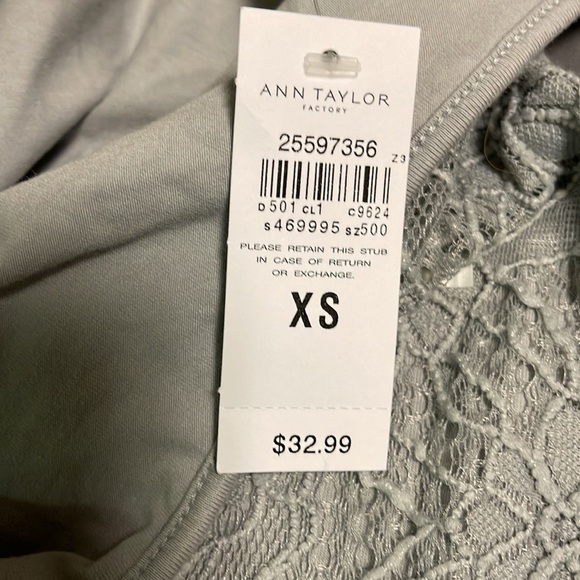 ANN TAYLOR
FACTORY
25597356
Z3
D501 CL1 C9624
S469995 SZ500
PLEASE RETAIN THIS STUB
IN CASE OF RETURN
OR EXCHANGE.
XS
$32.99